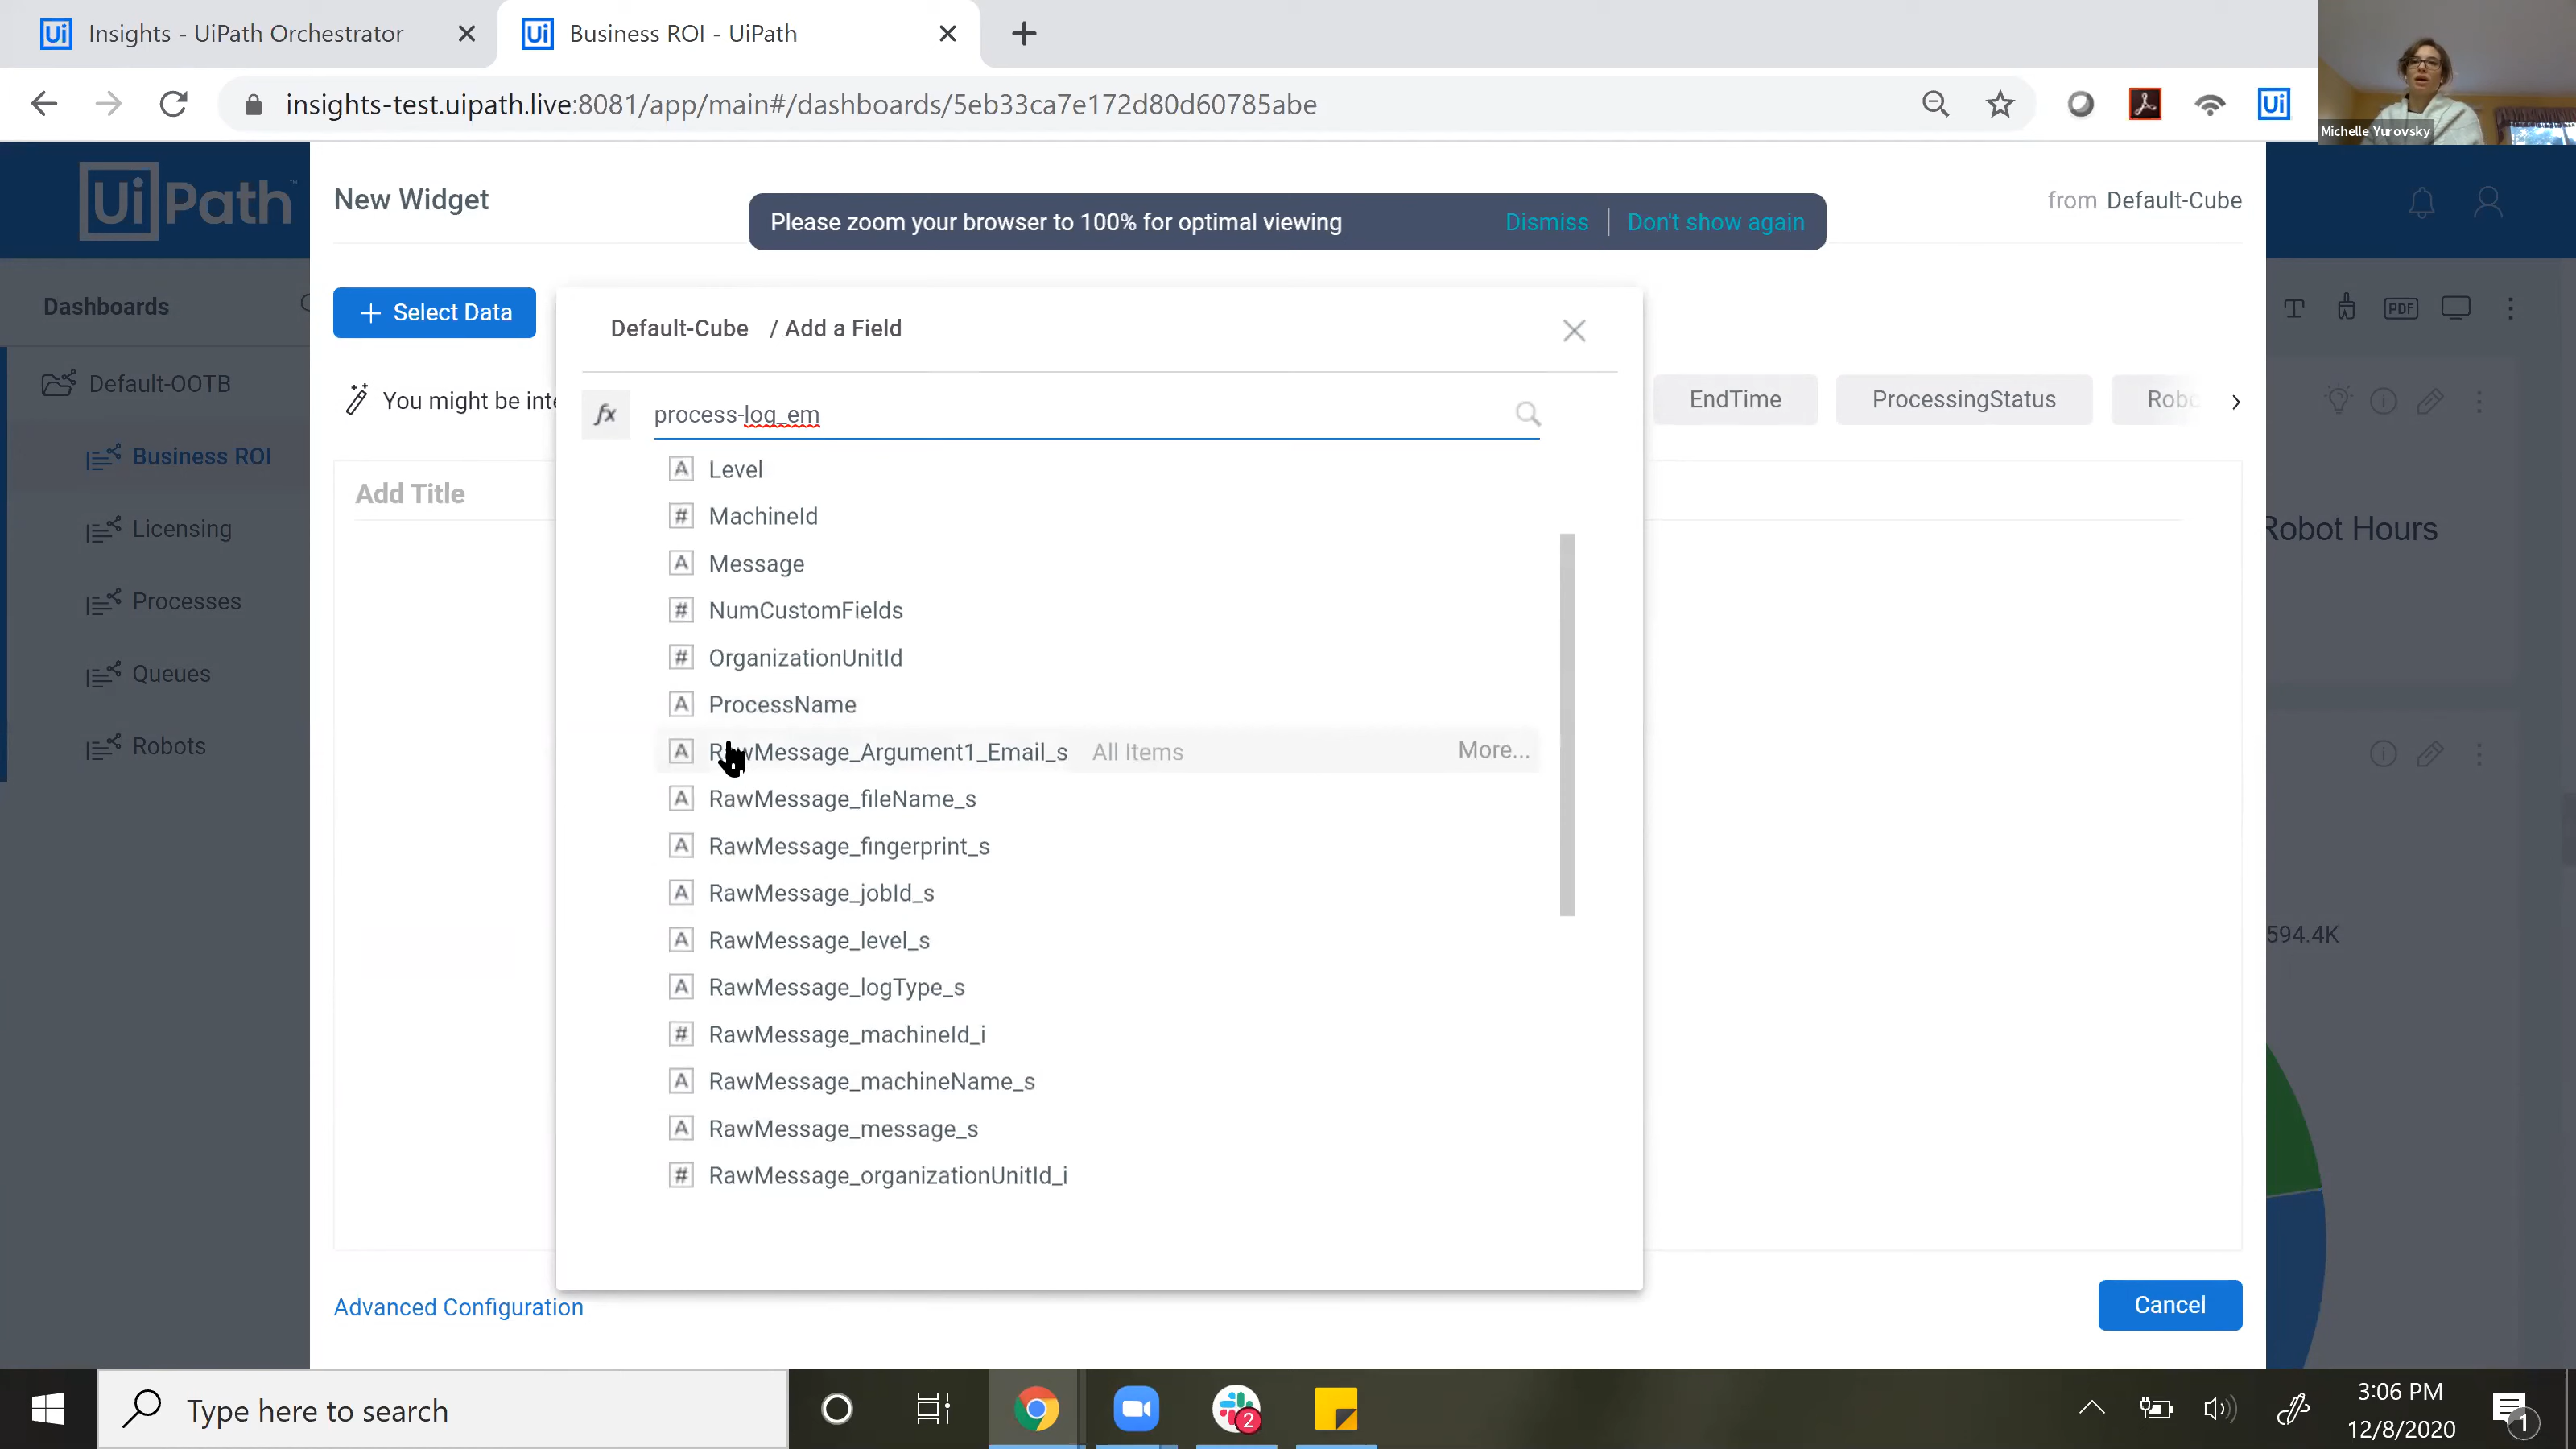 Insights - UiPath Orchestrator
Business ROI - UiPath
insights-test.uipath.live:8081/app/main#/dashboards/5eb33ca7e172d80d60785abe
Michelle Yurovsky
UiPath
New Widget
Please zoom your browser to 100% for optimal viewing
Dismiss
Don't show again
from Default-Cube
Dashboards
+ Select Data
Default-Cube / Add a Field
PDF
Default-OOTB
You might be inte
EndTime
ProcessingStatus
Robo
fx process-log_em
Business ROI
Licensing
Processes
Queues
Robots
Add Title
A Level
# MachineId
A Message
# NumCustomFields
# OrganizationUnitId
A ProcessName
A RawMessage_Argument1_Email_s All Items More...
A RawMessage_fileName_s
A RawMessage_fingerprint_s
A RawMessage_jobId_s
A RawMessage_level_s
A RawMessage_logType_s
# RawMessage_machineId_i
A RawMessage_machineName_s
A RawMessage_message_s
# RawMessage_organizationUnitId_i
Robot Hours
594.4K
Advanced Configuration
Cancel
Type here to search
2
3:06 PM
12/8/2020
1